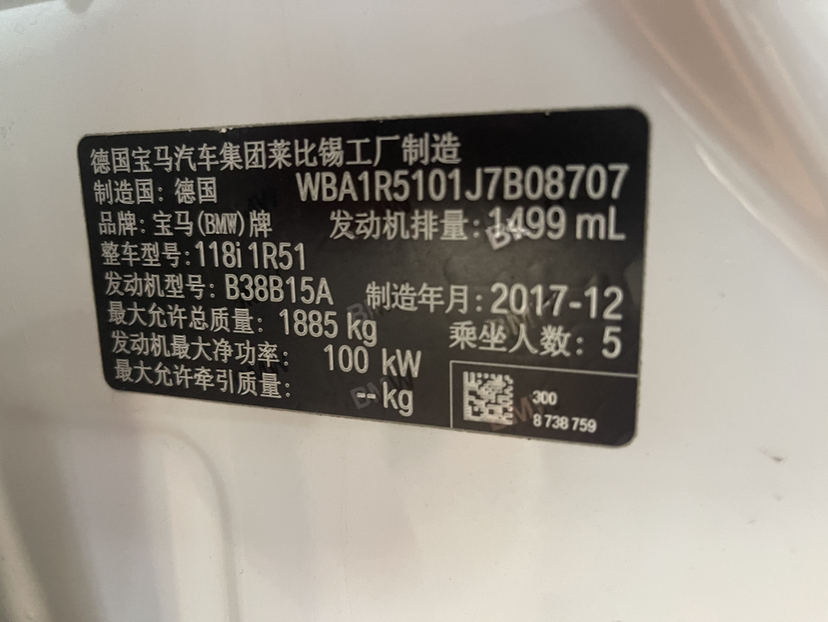 德国宝马汽车集团莱比锡工厂制造
制造国: 德国 WBA1R5101J7B08707
品牌: 宝马(BMW)牌 发动机排量: 1499 mL
整车型号: 118i 1R51
发动机型号: B38B15A 制造年月: 2017-12
最大允许总质量: 1885 kg 乘坐人数: 5
发动机最大净功率: 100 kW
最大允许牵引质量: -- kg
300
8 738 759